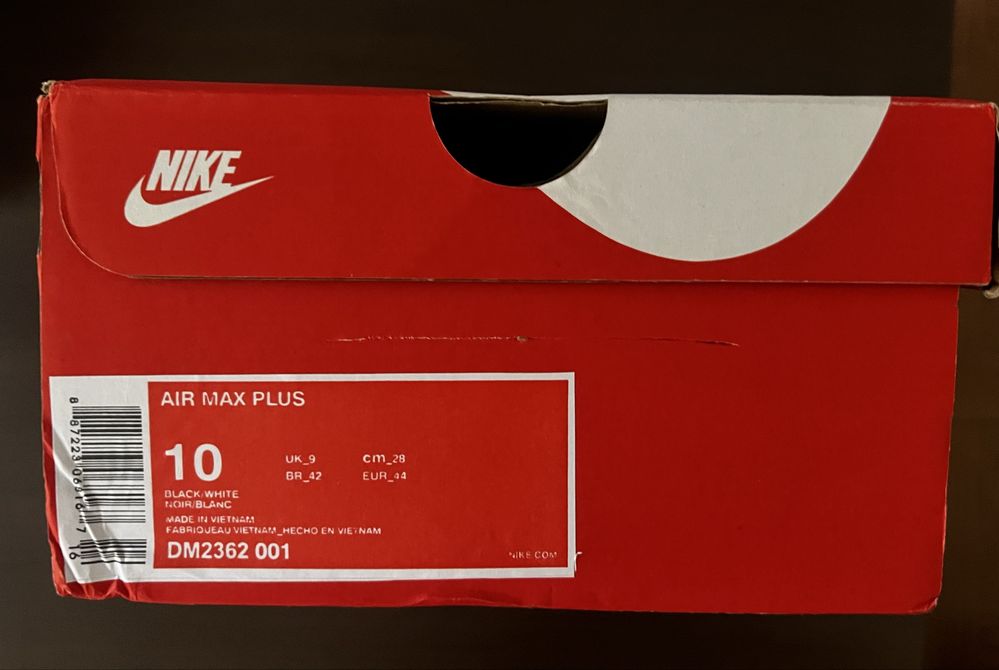 NIKE
AIR MAX PLUS
10
UK_9 cm_28
BR_42 EUR_44
BLACK/WHITE
NOIR/BLANC
MADE IN VIETNAM
FABRIQUEAU VIETNAM_HECHO EN VIETNAM
DM2362 001
NIKE.COM
16